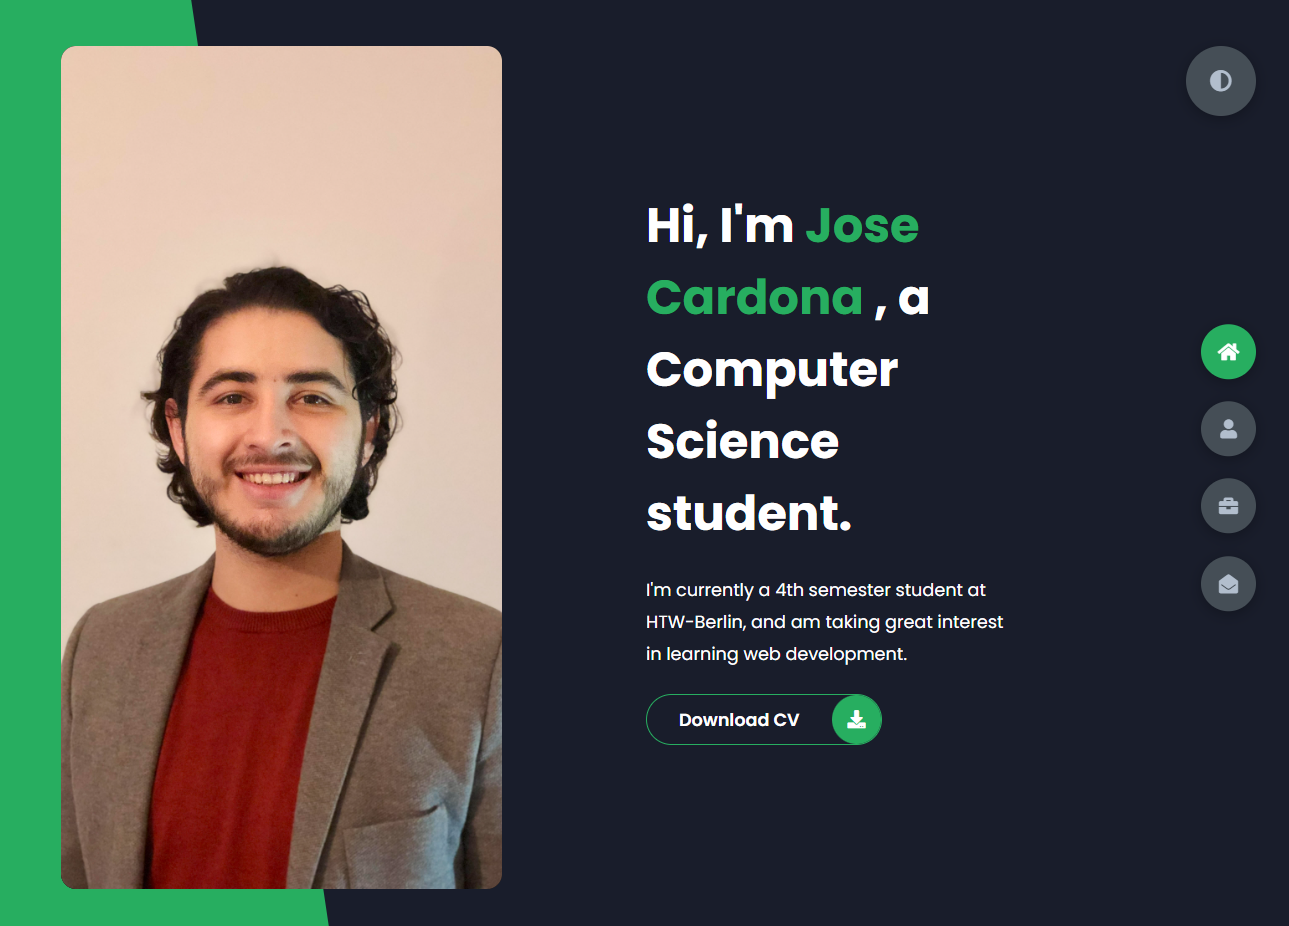 Hi, I'm Jose
Cardona , a
Computer
Science
student.
I'm currently a 4th semester student at
HTW-Berlin, and am taking great interest
in learning web development.
Download CV